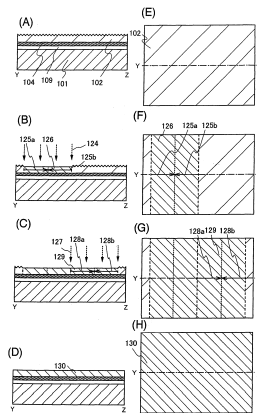 (A)
Y Z
104 109 101 102
(B)
125a 126 124
125b
Y Z
(C)
127 128a 128b
129
Y Z
(D)
130
Y Z
(E)
102
Y Z
(F)
126 125a 125b
Y Z
(G)
128a 129 128b
Y Z
(H)
130
Y Z